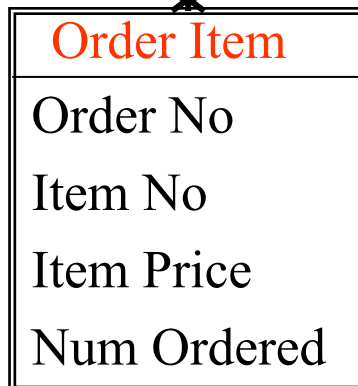 Order Item
Order No
Item No
Item Price
Num Ordered